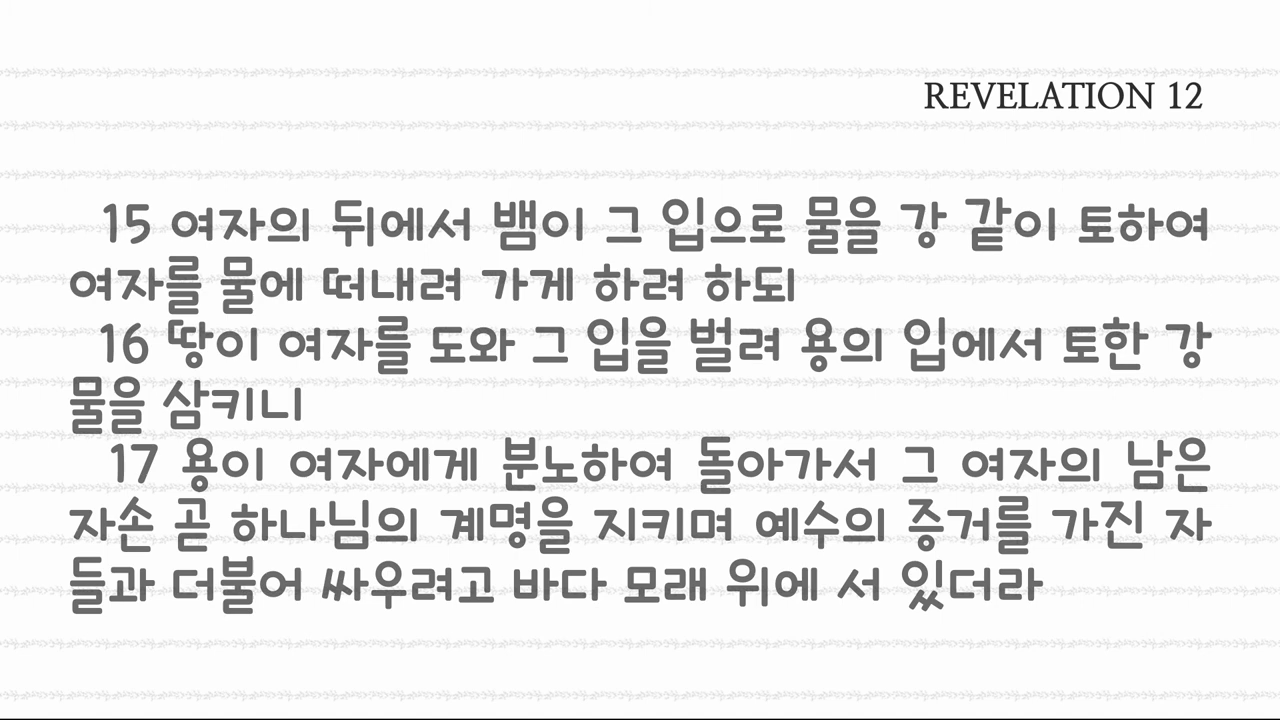 REVELATION 12
15 여자의 뒤에서 뱀이 그 입으로 물을 강 같이 토하여
여자를 물에 떠내려 가게 하려 하되
16 땅이 여자를 도와 그 입을 벌려 용의 입에서 토한 강
물을 삼키니
17 용이 여자에게 분노하여 돌아가서 그 여자의 남은
자손 곧 하나님의 계명을 지키며 예수의 증거를 가진 자
들과 더불어 싸우려고 바다 모래 위에 서 있더라